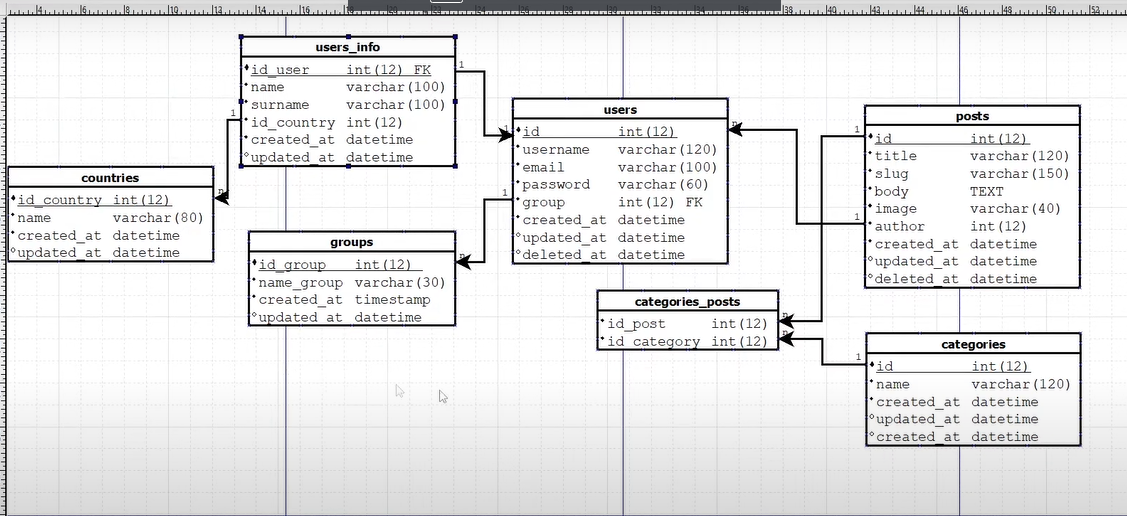 users_info
id_user int(12) FK
name varchar(100)
surname varchar(100)
id_country int(12)
created_at datetime
updated_at datetime
countries
id_country int(12)
name varchar(80)
created_at datetime
updated_at datetime
groups
id_group int(12)
name_group varchar(30)
created_at timestamp
updated_at datetime
users
id int(12)
username varchar(120)
email varchar(100)
password varchar(60)
group int(12) FK
created_at datetime
updated_at datetime
deleted_at datetime
categories_posts
id_post int(12)
id_category int(12)
posts
id int(12)
title varchar(120)
slug varchar(150)
body TEXT
image varchar(40)
author int(12)
created_at datetime
updated_at datetime
deleted_at datetime
categories
id int(12)
name varchar(120)
created_at datetime
updated_at datetime
created_at datetime
1
1
1
1
1
1
n
n
n
n